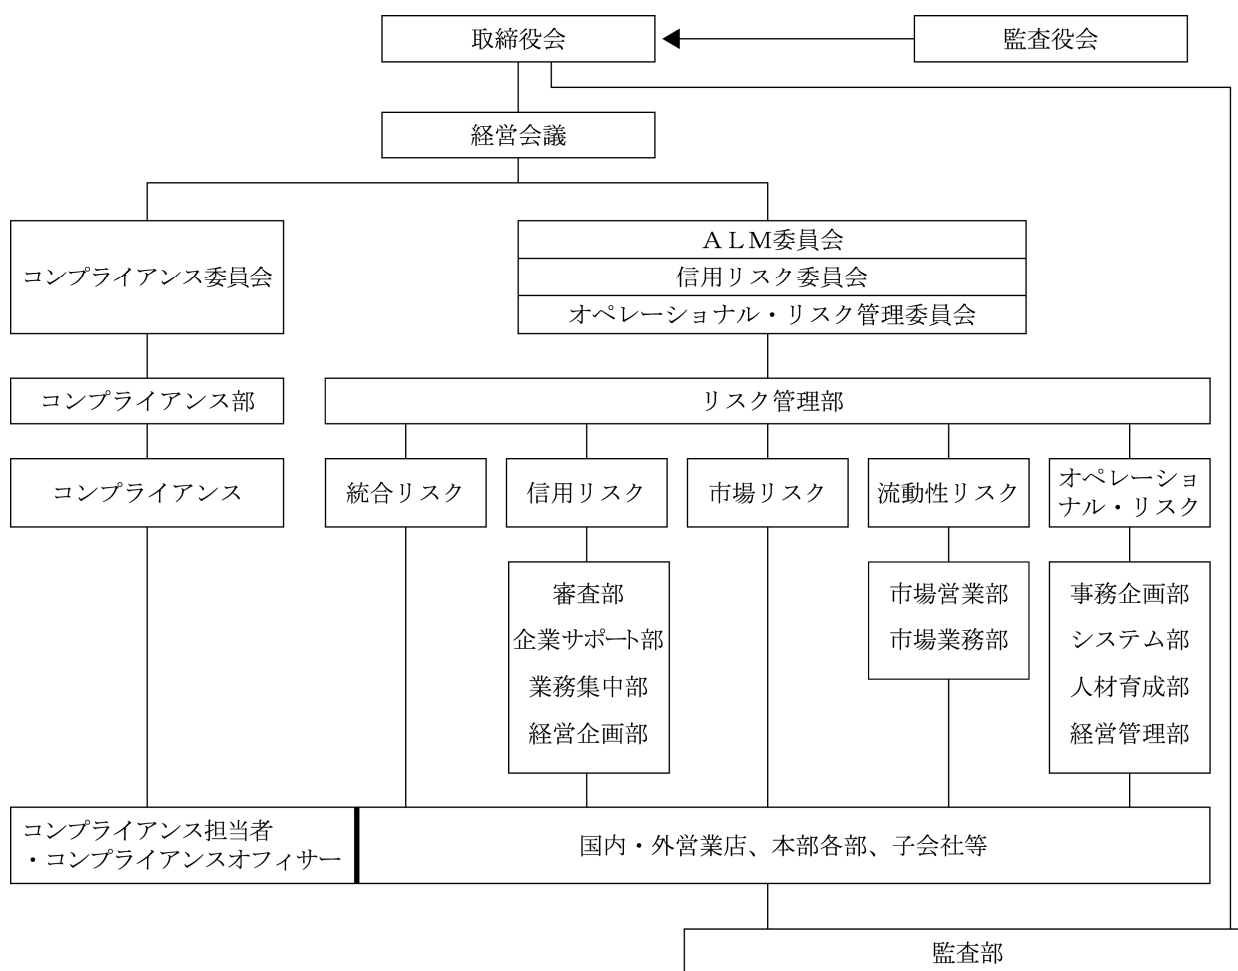 取締役会
監査役会
経営会議
コンプライアンス委員会
ALM委員会
信用リスク委員会
オペレーショナル・リスク管理委員会
コンプライアンス部
リスク管理部
コンプライアンス
統合リスク
信用リスク
市場リスク
流動性リスク
オペレーショ
ナル・リスク
審査部
企業サポート部
業務集中部
経営企画部
市場営業部
市場業務部
事務企画部
システム部
人材育成部
経営管理部
コンプライアンス担当者
・コンプライアンスオフィサー
国内・外営業店、本部各部、子会社等
監査部